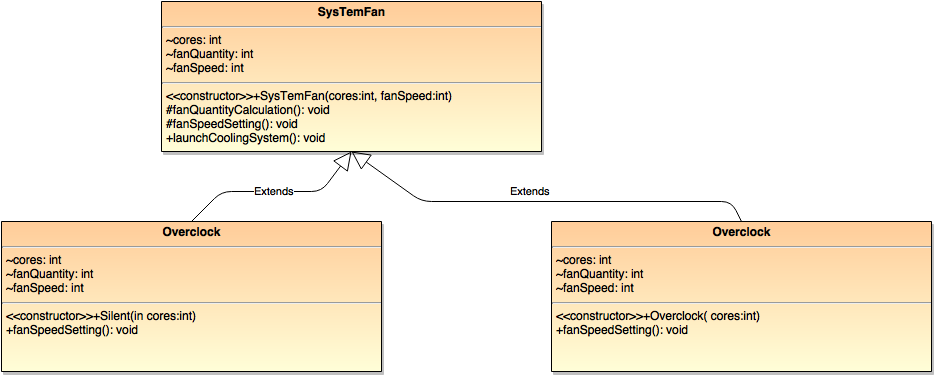 SysTemFan
~cores: int
~fanQuantity: int
~fanSpeed: int
<<constructor>>+SysTemFan(cores:int, fanSpeed:int)
#fanQuantityCalculation(): void
#fanSpeedSetting(): void
+launchCoolingSystem(): void
Extends
Extends
Overclock
~cores: int
~fanQuantity: int
~fanSpeed: int
<<constructor>>+Silent(in cores:int)
+fanSpeedSetting(): void
Overclock
~cores: int
~fanQuantity: int
~fanSpeed: int
<<constructor>>+Overclock( cores:int)
+fanSpeedSetting(): void